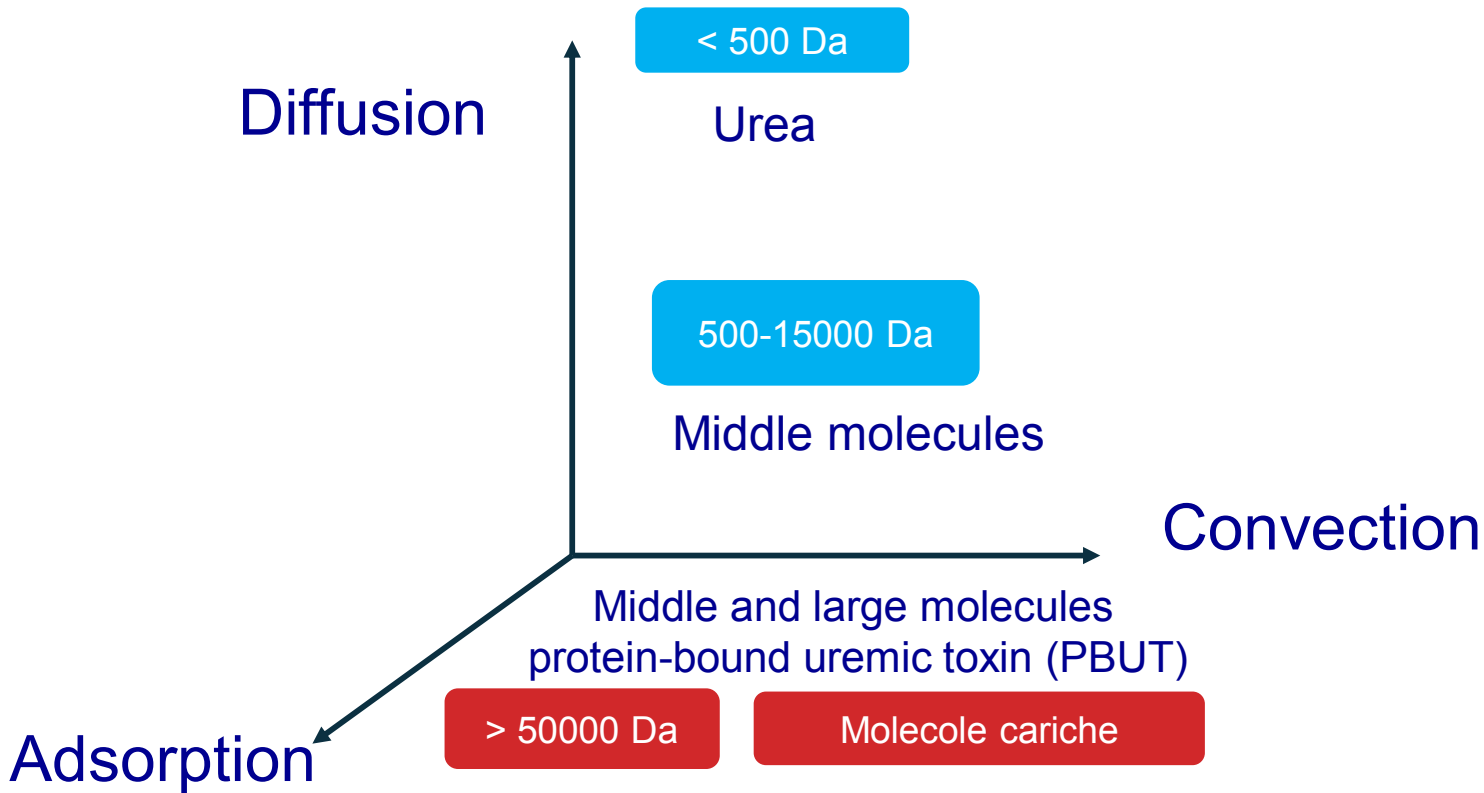 < 500 Da
Diffusion
Urea
500-15000 Da
Middle molecules
Convection
Middle and large molecules
protein-bound uremic toxin (PBUT)
> 50000 Da
Molecole cariche
Adsorption